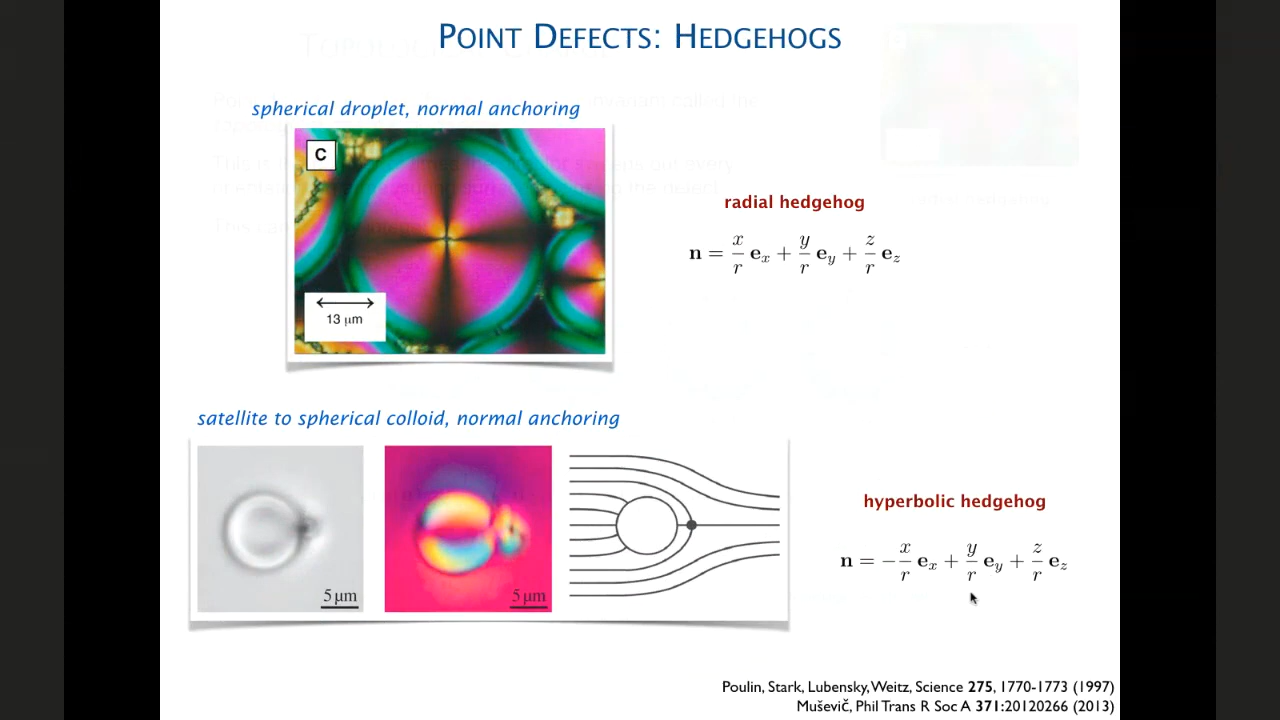 POINT DEFECTS: HEDGEHOGS
spherical droplet, normal anchoring
C
13 μm
radial hedgehog
n = x/r e_x + y/r e_y + z/r e_z
satellite to spherical colloid, normal anchoring
5 μm
5 μm
hyperbolic hedgehog
n = −x/r e_x + y/r e_y + z/r e_z
Poulin, Stark, Lubensky, Weitz, Science 275, 1770-1773 (1997)
Muševič, Phil Trans R Soc A 371:20120266 (2013)